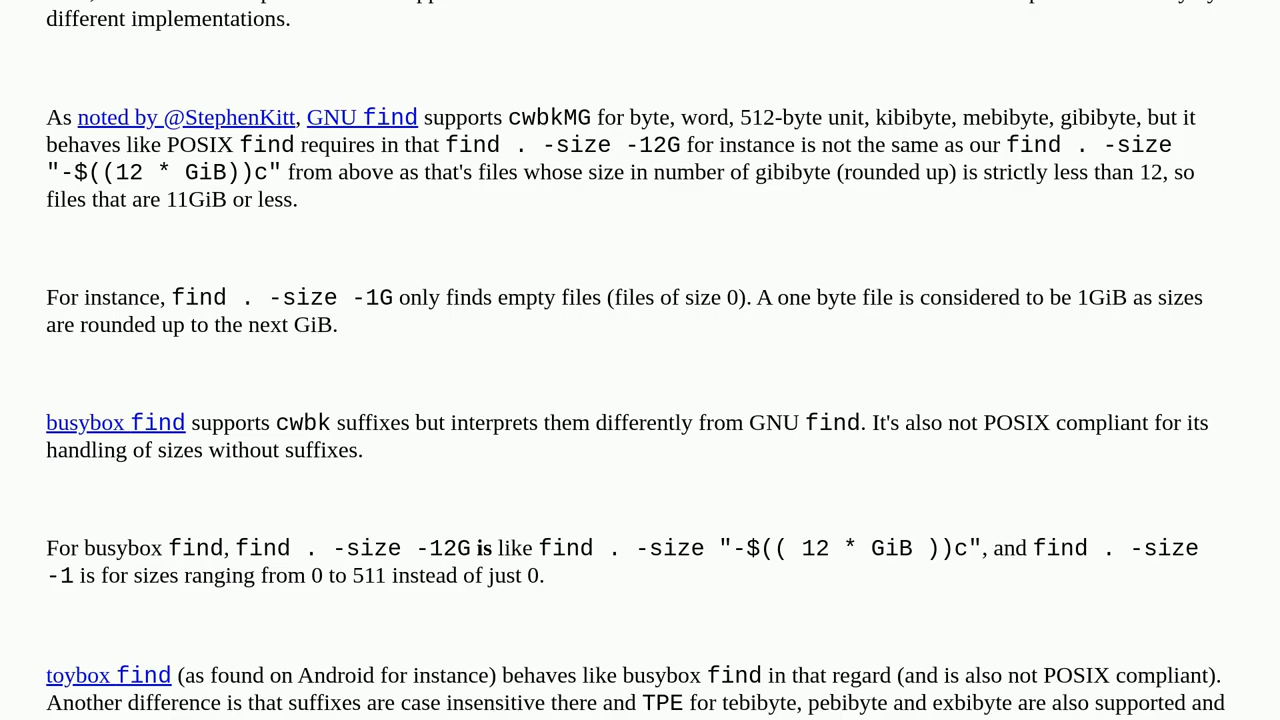 different implementations.
As noted by @StephenKitt, GNU find supports cwbkMG for byte, word, 512-byte unit, kibibyte, mebibyte, gibibyte, but it
behaves like POSIX find requires in that find . -size -12G for instance is not the same as our find . -size
"-$((12 * GiB))c" from above as that's files whose size in number of gibibyte (rounded up) is strictly less than 12, so
files that are 11GiB or less.
For instance, find . -size -1G only finds empty files (files of size 0). A one byte file is considered to be 1GiB as sizes
are rounded up to the next GiB.
busybox find supports cwbk suffixes but interprets them differently from GNU find. It's also not POSIX compliant for its
handling of sizes without suffixes.
For busybox find, find . -size -12G is like find . -size "-$(( 12 * GiB ))c", and find . -size
-1 is for sizes ranging from 0 to 511 instead of just 0.
toybox find (as found on Android for instance) behaves like busybox find in that regard (and is also not POSIX compliant).
Another difference is that suffixes are case insensitive there and TPE for tebibyte, pebibyte and exbibyte are also supported and